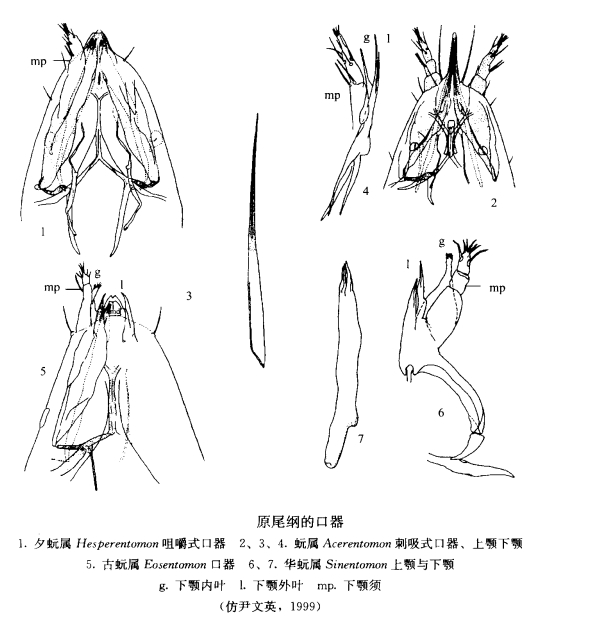 mp
g
l
mp
1
4
2
mp
g
l
3
5
g
l
mp
6
7
原尾纲的口器
1. 夕蚖属 Hesperentomon 咀嚼式口器 2、3、4. 蚖属 Acerentomon 刺吸式口器、上颚下颚
5. 古蚖属 Eosentomon 口器 6、7. 华蚖属 Sinentomon 上颚与下颚
g. 下颚内叶 l. 下颚外叶 mp. 下颚须
(仿尹文英, 1999)